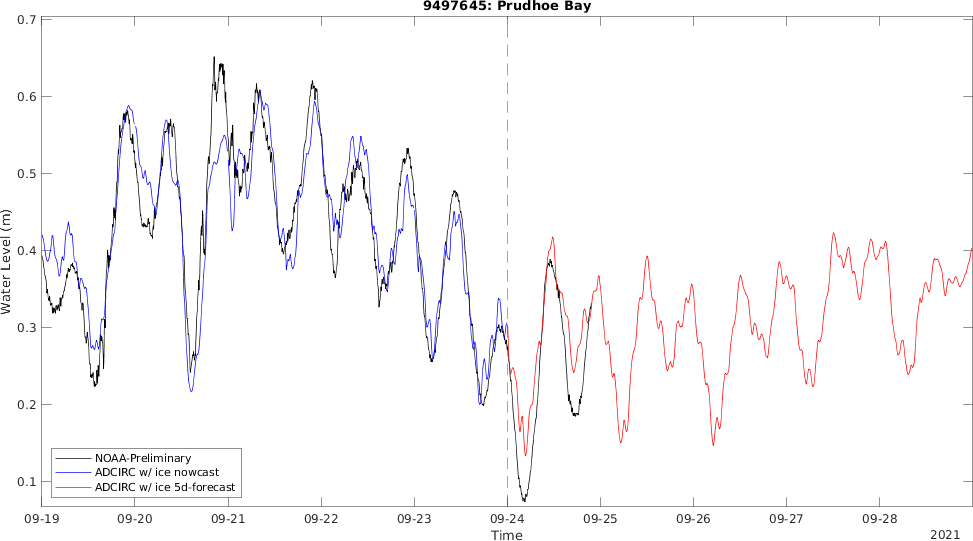 9497645: Prudhoe Bay
Water Level (m)
0.7
0.6
0.5
0.4
0.3
0.2
0.1
NOAA-Preliminary
ADCIRC w/ ice nowcast
ADCIRC w/ ice 5d-forecast
09-19 09-20 09-21 09-22 09-23 09-24 09-25 09-26 09-27 09-28
Time
2021